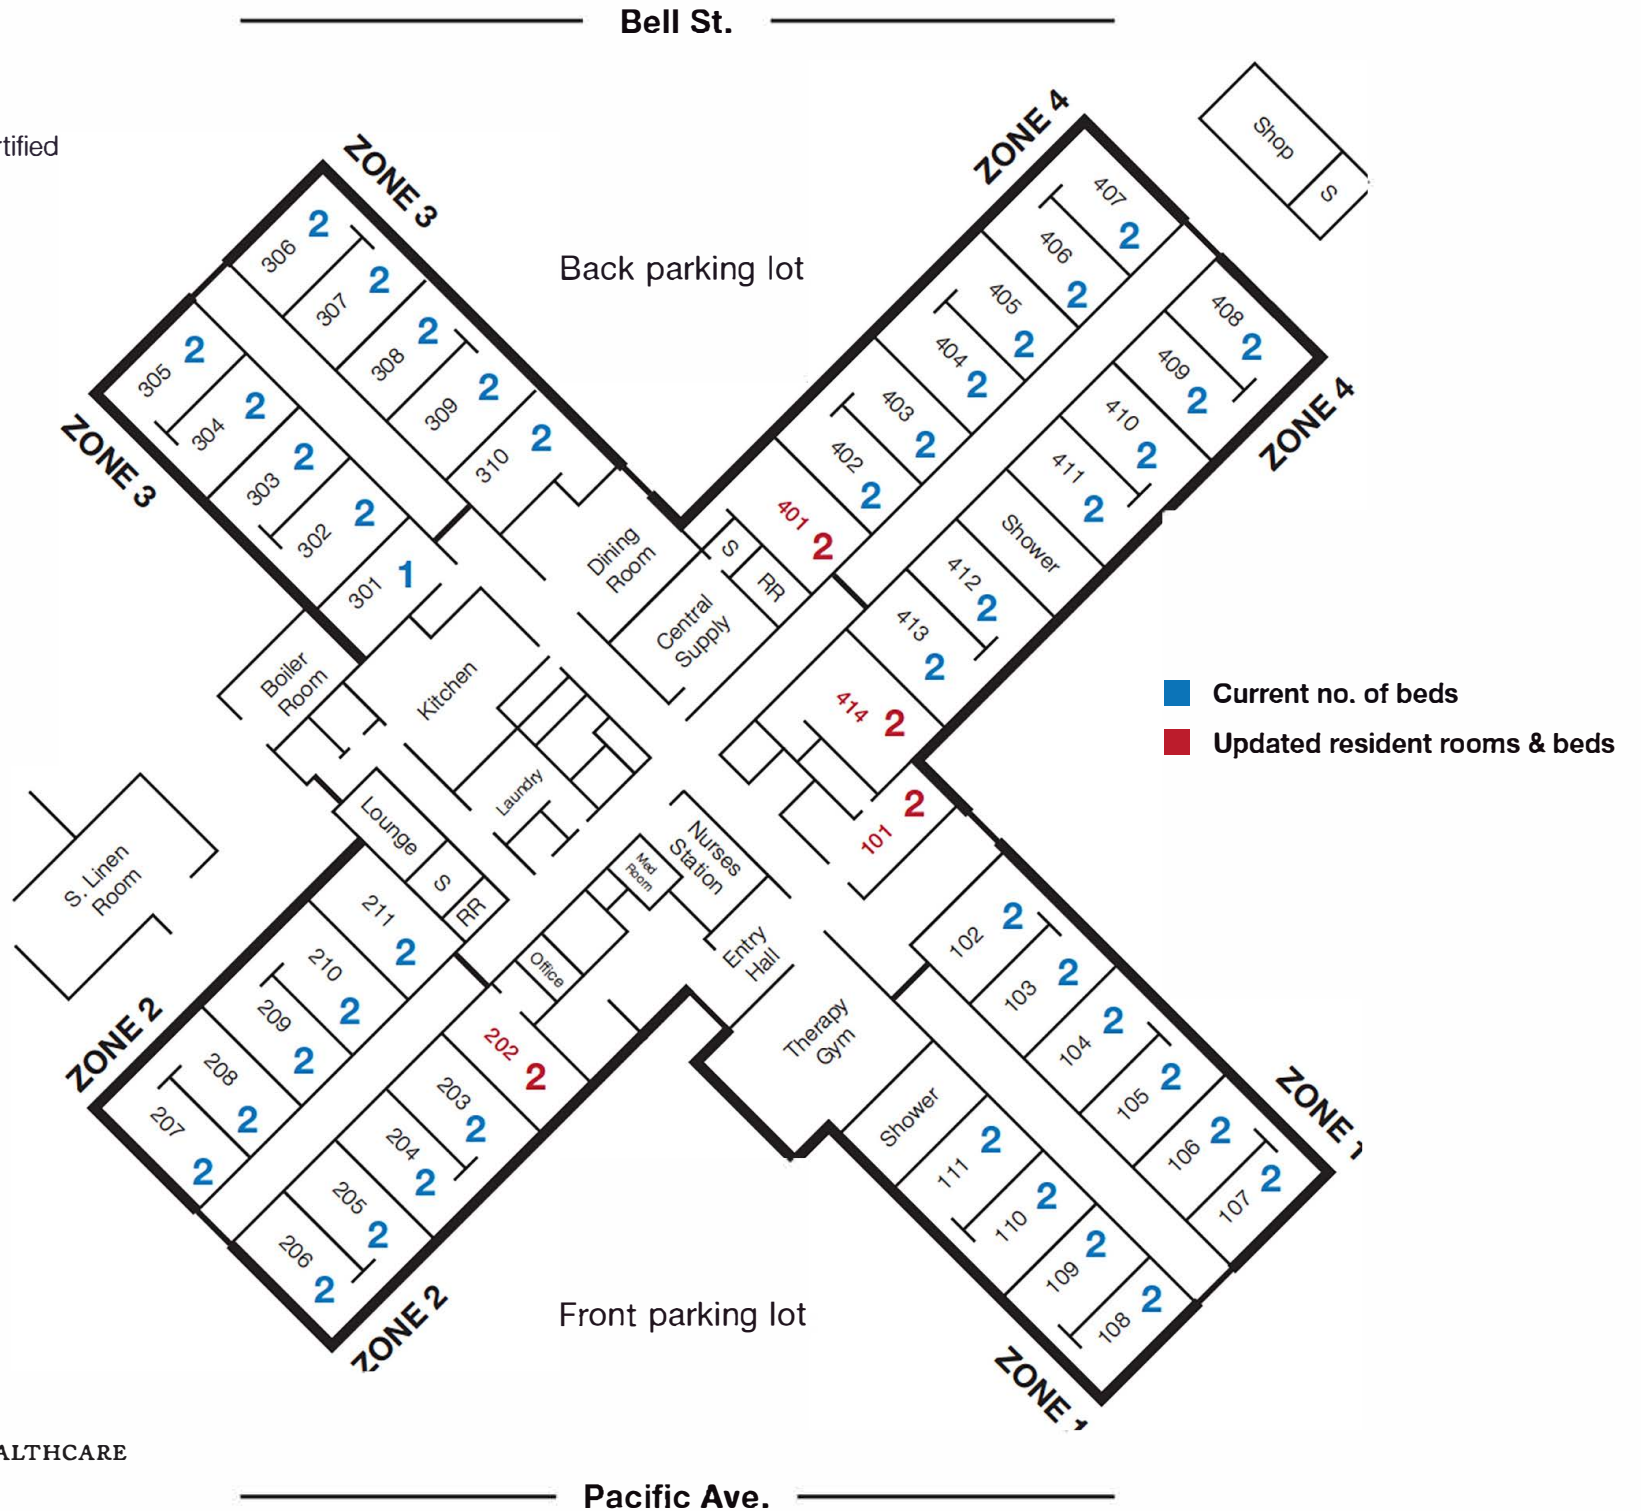 Bell St.
rtified
ZONE 3
ZONE 4
Shop
S
Back parking lot
306 2
307 2
308 2
309 2
310 2
305 2
304 2
303 2
302 2
301 1
ZONE 3
407 2
406 2
405 2
404 2
403 2
402 2
401 2
408 2
409 2
410 2
411 2
Shower
412 2
413 2
414 2
ZONE 4
Dining
Room
S
RR
Central
Supply
Boiler
Room
Kitchen
Laundry
Current no. of beds
Updated resident rooms & beds
Lounge
S
RR
S. Linen
Room
Nurses
Station
Med
Room
Office
Entry
Hall
Therapy
Gym
101 2
102 2
103 2
104 2
105 2
106 2
107 2
ZONE 1
Shower
111 2
110 2
109 2
108 2
ZONE 1
211 2
210 2
209 2
208 2
207 2
ZONE 2
202 2
203 2
204 2
205 2
206 2
ZONE 2
Front parking lot
ALTHCARE
Pacific Ave.